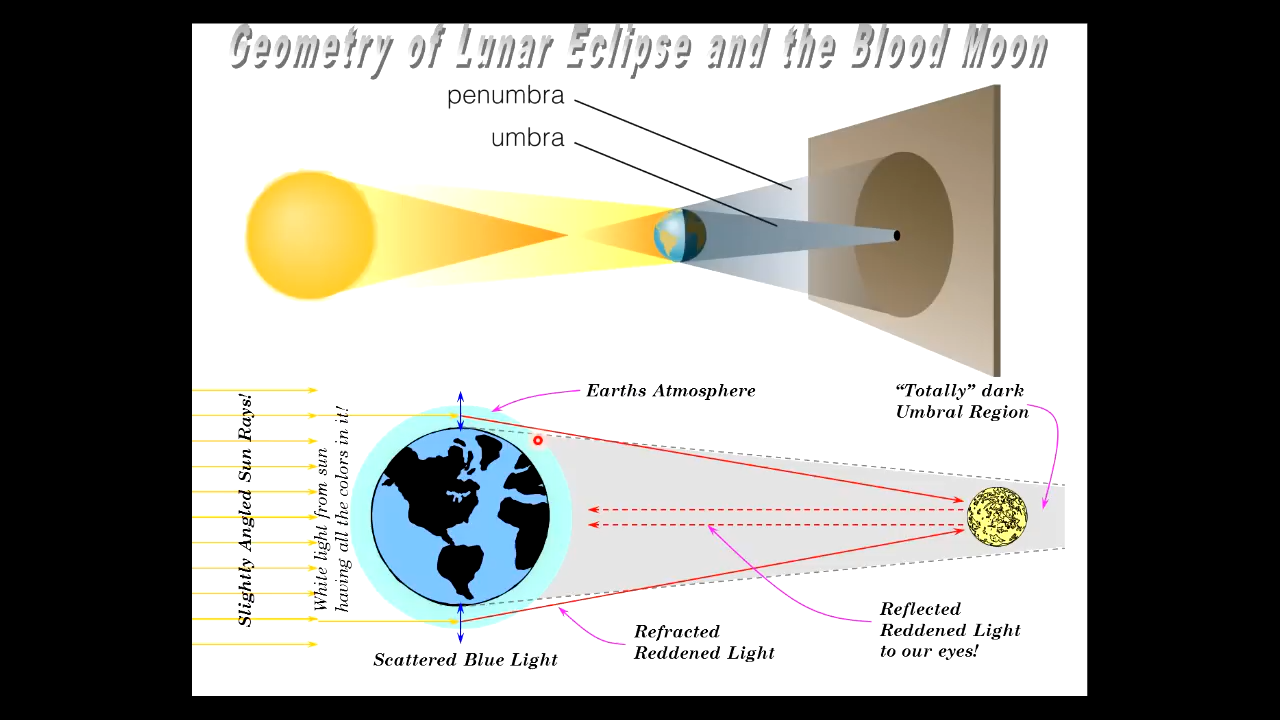 Geometry of Lunar Eclipse and the Blood Moon
penumbra
umbra
Earths Atmosphere
“Totally” dark
Umbral Region
Slightly Angled Sun Rays!
White light from sun
having all the colors in it!
Scattered Blue Light
Refracted
Reddened Light
Reflected
Reddened Light
to our eyes!